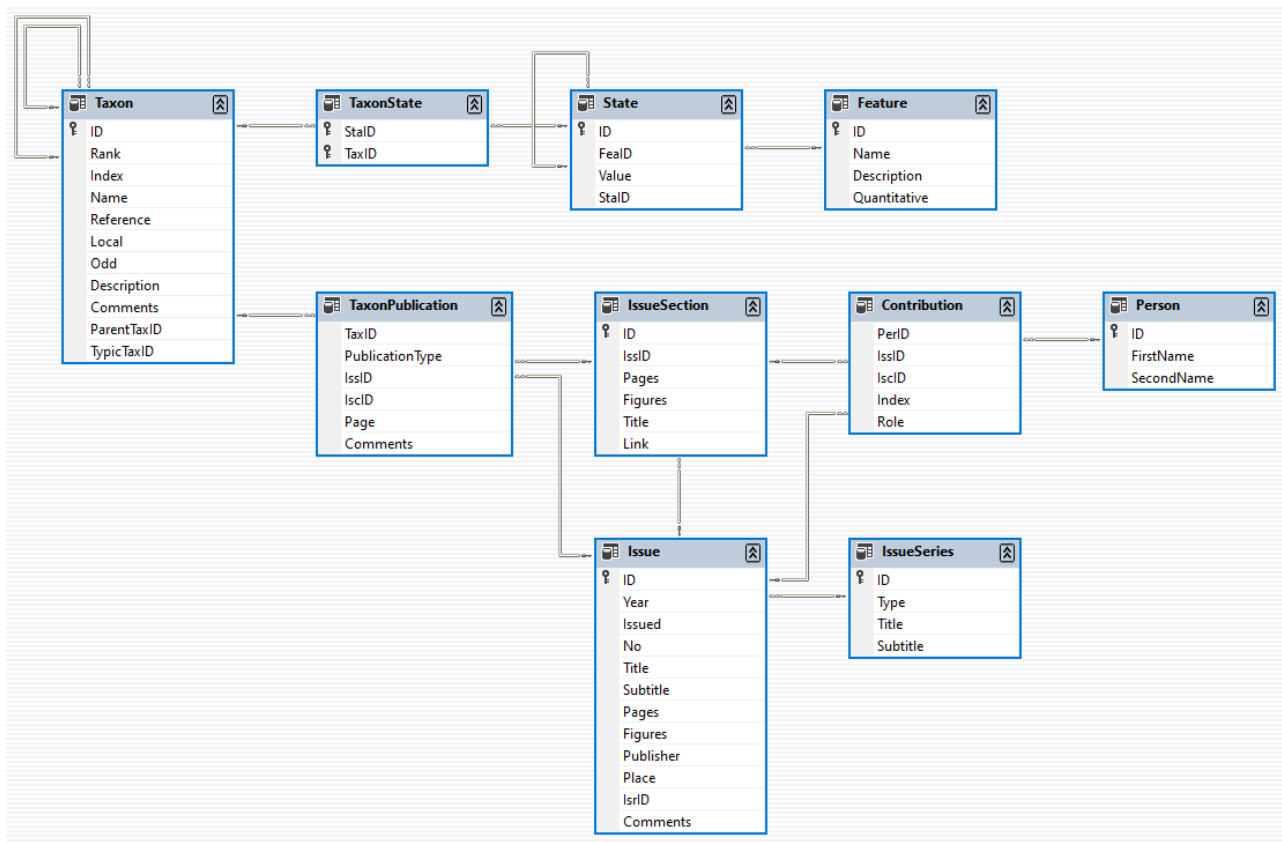 Taxon
ID
Rank
Index
Name
Reference
Local
Odd
Description
Comments
ParentTaxID
TypicTaxID
TaxonState
StaID
TaxID
State
ID
FeaID
Value
StaID
Feature
ID
Name
Description
Quantitative
TaxonPublication
TaxID
PublicationType
IssID
IscID
Page
Comments
IssueSection
ID
IssID
Pages
Figures
Title
Link
Contribution
PerID
IssID
IscID
Index
Role
Person
ID
FirstName
SecondName
Issue
ID
Year
Issued
No
Title
Subtitle
Pages
Figures
Publisher
Place
IsrID
Comments
IssueSeries
ID
Type
Title
Subtitle